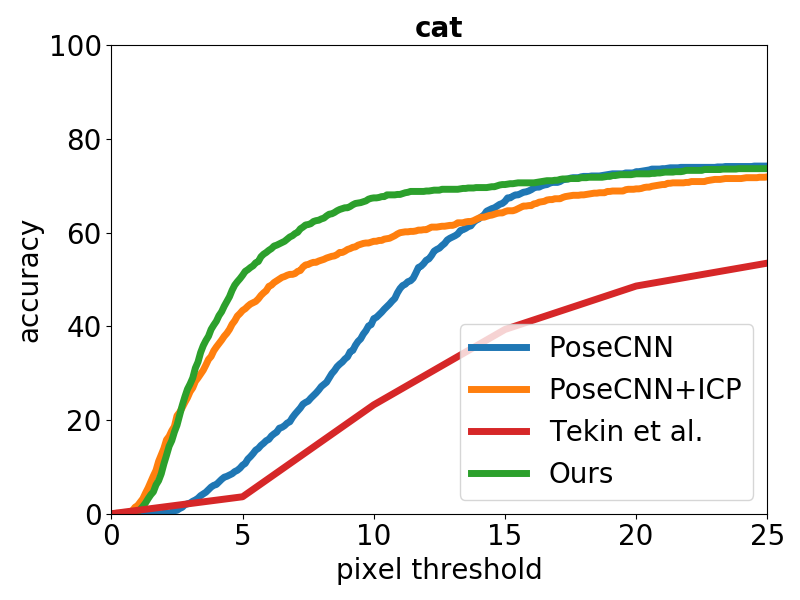 cat
100
80
60
40
20
0
accuracy
0 5 10 15 20 25
pixel threshold
PoseCNN
PoseCNN+ICP
Tekin et al.
Ours